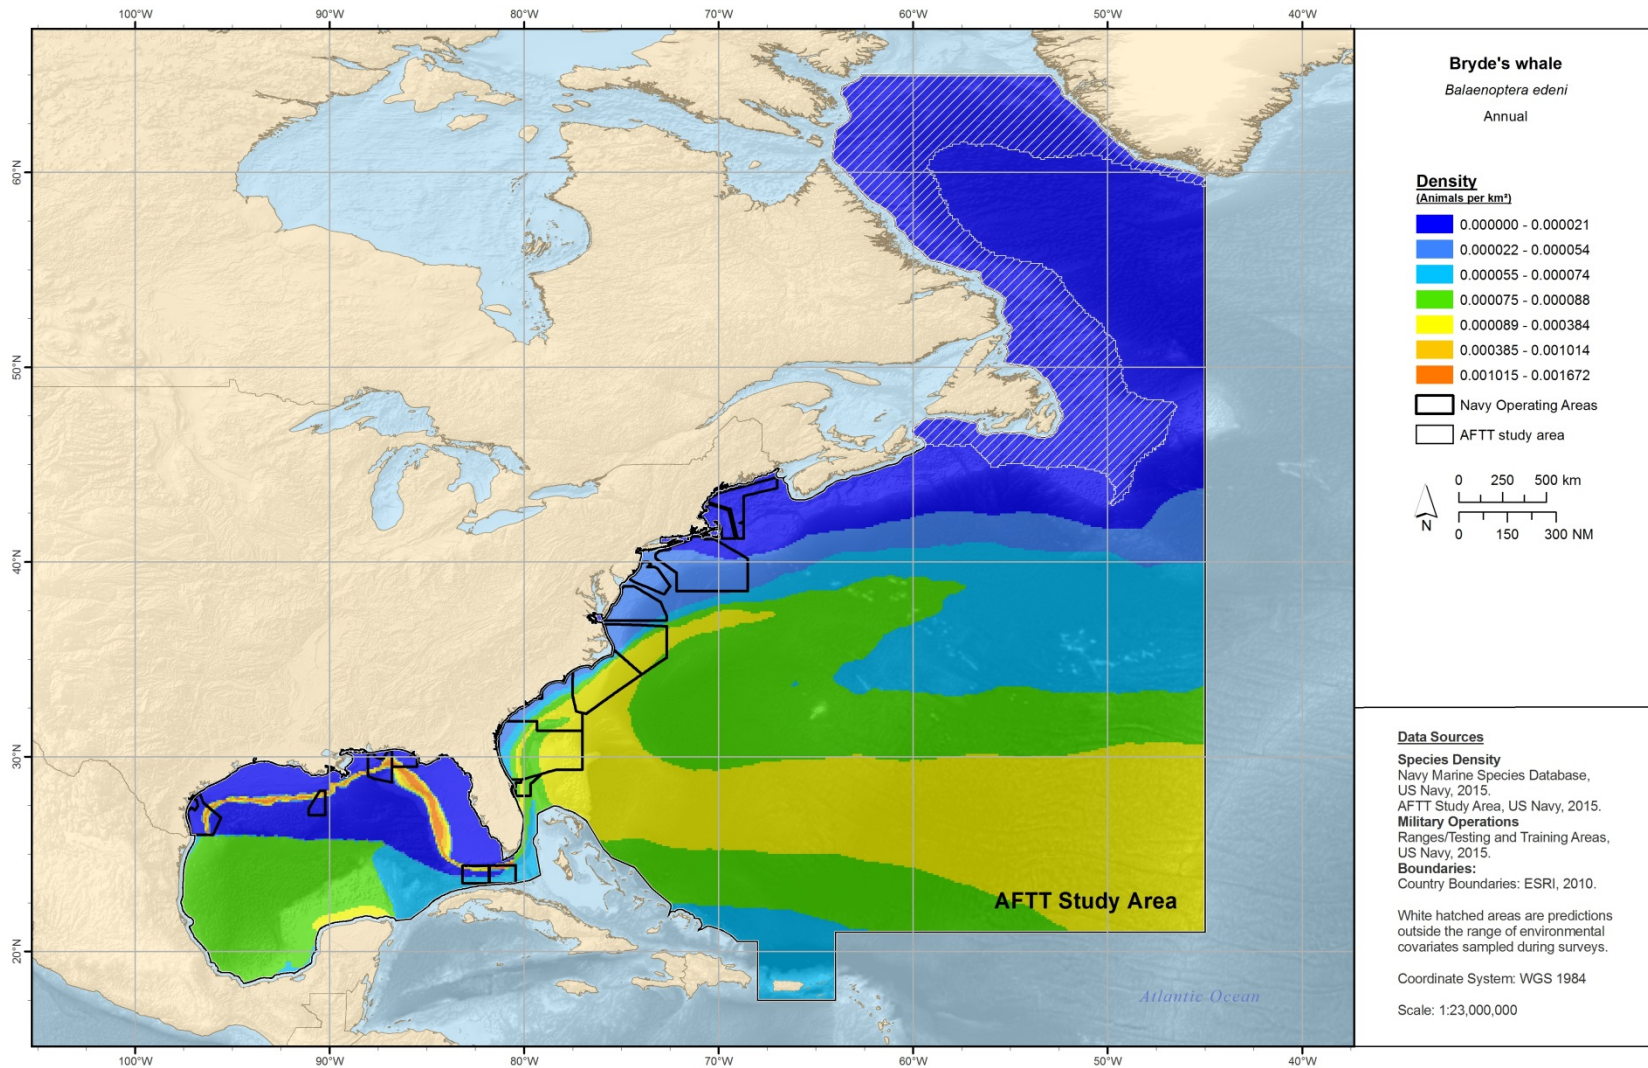 100°W 90°W 80°W 70°W 60°W 50°W 40°W
60°N
50°N
40°N
30°N
20°N
AFTT Study Area
Atlantic Ocean
100°W 90°W 80°W 70°W 60°W 50°W 40°W
Bryde's whale
Balaenoptera edeni
Annual
Density
(Animals per km²)
0.000000 - 0.000021
0.000022 - 0.000054
0.000055 - 0.000074
0.000075 - 0.000088
0.000089 - 0.000384
0.000385 - 0.001014
0.001015 - 0.001672
Navy Operating Areas
AFTT study area
N
0 250 500 km
0 150 300 NM
Data Sources
Species Density
Navy Marine Species Database,
US Navy, 2015.
AFTT Study Area, US Navy, 2015.
Military Operations
Ranges/Testing and Training Areas,
US Navy, 2015.
Boundaries:
Country Boundaries: ESRI, 2010.
White hatched areas are predictions
outside the range of environmental
covariates sampled during surveys.
Coordinate System: WGS 1984
Scale: 1:23,000,000